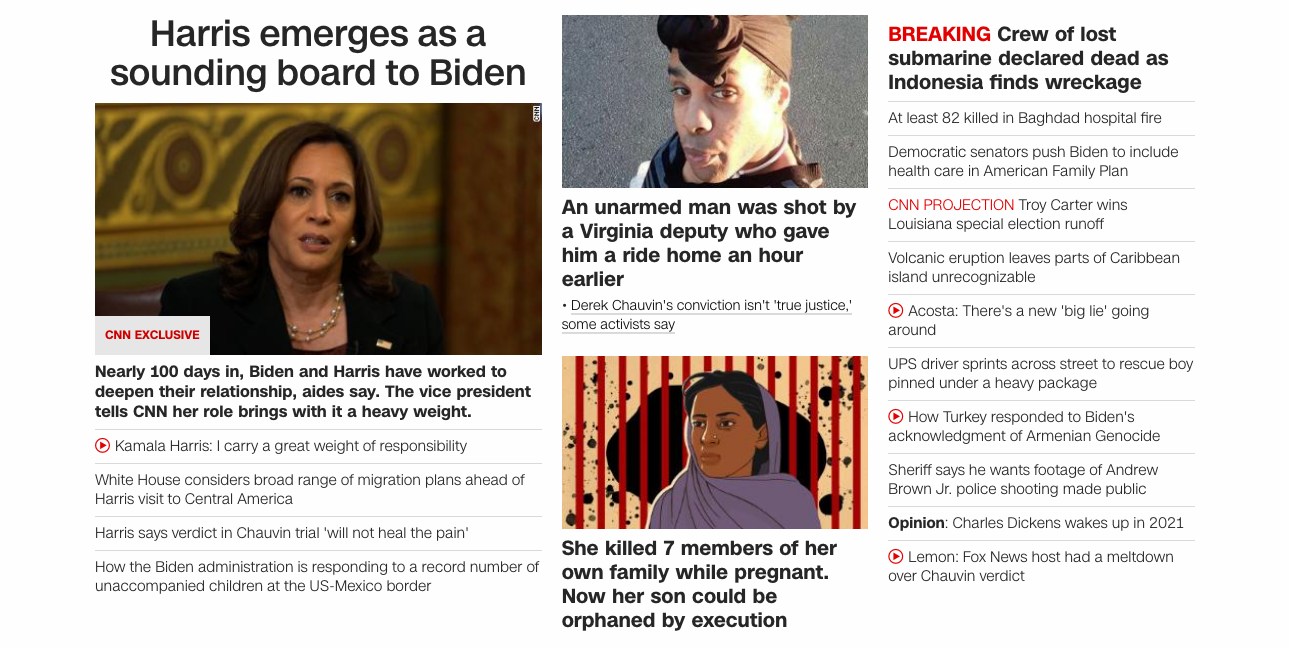 Harris emerges as a
sounding board to Biden
CNN
CNN EXCLUSIVE
Nearly 100 days in, Biden and Harris have worked to
deepen their relationship, aides say. The vice president
tells CNN her role brings with it a heavy weight.
Kamala Harris: I carry a great weight of responsibility
White House considers broad range of migration plans ahead of
Harris visit to Central America
Harris says verdict in Chauvin trial 'will not heal the pain'
How the Biden administration is responding to a record number of
unaccompanied children at the US-Mexico border
An unarmed man was shot by
a Virginia deputy who gave
him a ride home an hour
earlier
• Derek Chauvin's conviction isn't 'true justice,'
some activists say
She killed 7 members of her
own family while pregnant.
Now her son could be
orphaned by execution
BREAKING Crew of lost
submarine declared dead as
Indonesia finds wreckage
At least 82 killed in Baghdad hospital fire
Democratic senators push Biden to include
health care in American Family Plan
CNN PROJECTION Troy Carter wins
Louisiana special election runoff
Volcanic eruption leaves parts of Caribbean
island unrecognizable
Acosta: There's a new 'big lie' going
around
UPS driver sprints across street to rescue boy
pinned under a heavy package
How Turkey responded to Biden's
acknowledgment of Armenian Genocide
Sheriff says he wants footage of Andrew
Brown Jr. police shooting made public
Opinion: Charles Dickens wakes up in 2021
Lemon: Fox News host had a meltdown
over Chauvin verdict